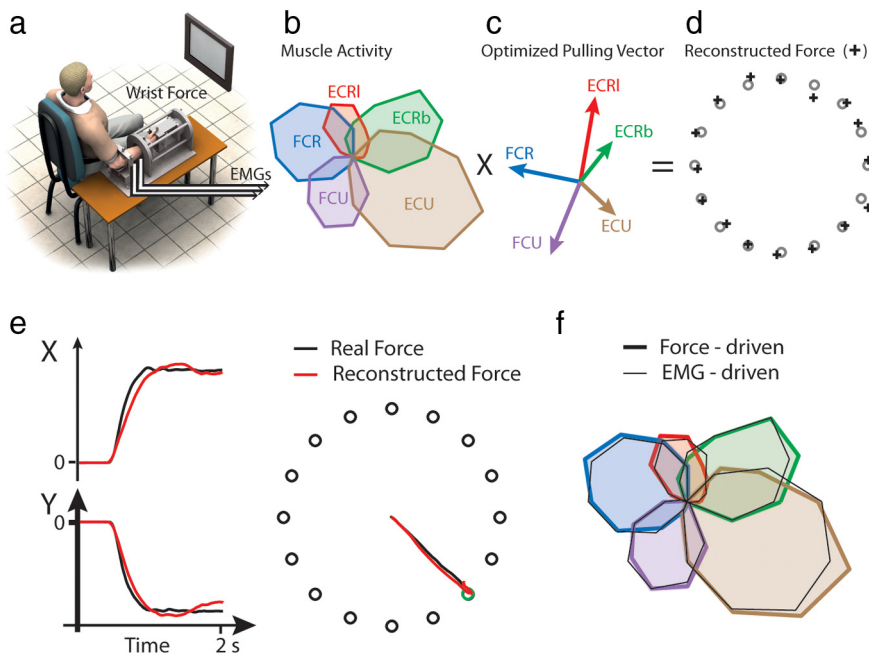 a
Wrist Force
EMGs
b
Muscle Activity
ECRl
FCR
ECRb
FCU
ECU
X
c
Optimized Pulling Vector
ECRl
FCR
ECRb
ECU
FCU
=
d
Reconstructed Force (+)
e
X
0
Y
0
Time
2 s
Real Force
Reconstructed Force
f
Force - driven
EMG - driven